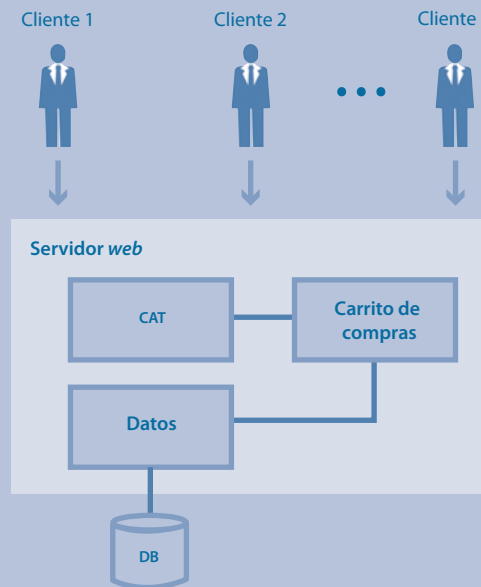 Cliente 1
Cliente 2
Cliente
Servidor web
CAT
Carrito de
compras
Datos
DB